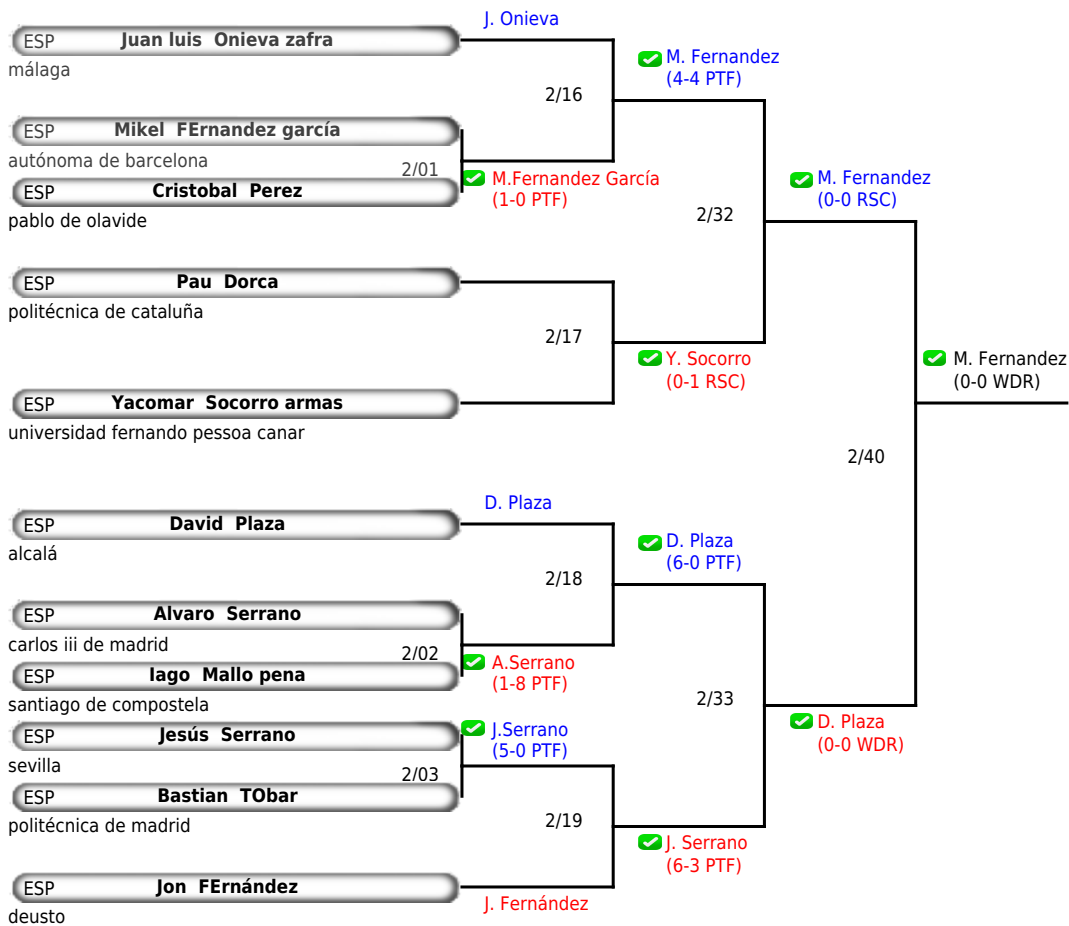 J. Onieva
ESP Juan luis Onieva zafra
málaga
M. Fernandez
(4-4 PTF)
2/16
ESP Mikel FErnandez garcía
autónoma de barcelona
2/01
M.Fernandez García
(1-0 PTF)
ESP Cristobal Perez
pablo de olavide
M. Fernandez
(0-0 RSC)
2/32
ESP Pau Dorca
politécnica de cataluña
2/17
Y. Socorro
(0-1 RSC)
M. Fernandez
(0-0 WDR)
ESP Yacomar Socorro armas
universidad fernando pessoa canar
2/40
D. Plaza
ESP David Plaza
alcalá
D. Plaza
(6-0 PTF)
2/18
ESP Alvaro Serrano
carlos iii de madrid
2/02
A.Serrano
(1-8 PTF)
ESP Iago Mallo pena
santiago de compostela
2/33
ESP Jesús Serrano
J.Serrano
(5-0 PTF)
D. Plaza
(0-0 WDR)
sevilla
2/03
ESP Bastian TObar
politécnica de madrid
2/19
J. Serrano
(6-3 PTF)
ESP Jon FErnández
J. Fernández
deusto